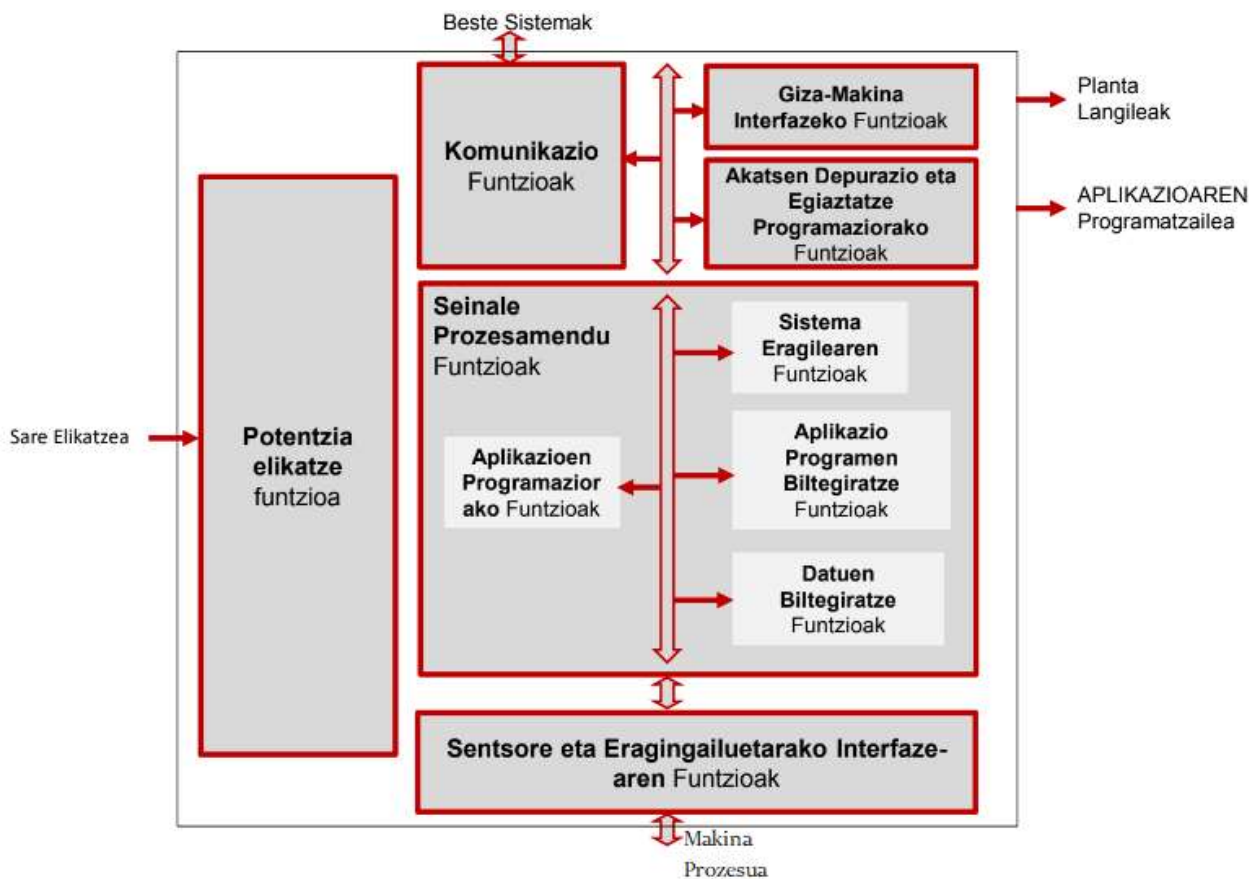 Beste Sistemak
Komunikazio
Funtzioak
Giza-Makina
Interfazeko Funtzioak
Planta
Langileak
Akatsen Depurazio eta
Egiaztatze
Programaziorako
Funtzioak
APLIKAZIOAREN
Programatzailea
Seinale
Prozesamendu
Funtzioak
Sistema
Eragilearen
Funtzioak
Sare Elikatzea
Potentzia
elikatze
funtzioa
Aplikazioen
Programazior
ako Funtzioak
Aplikazio
Programen
Biltegiratze
Funtzioak
Datuen
Biltegiratze
Funtzioak
Sentsore eta Eragingailuetarako Interfaze-
aren Funtzioak
Makina
Prozesua